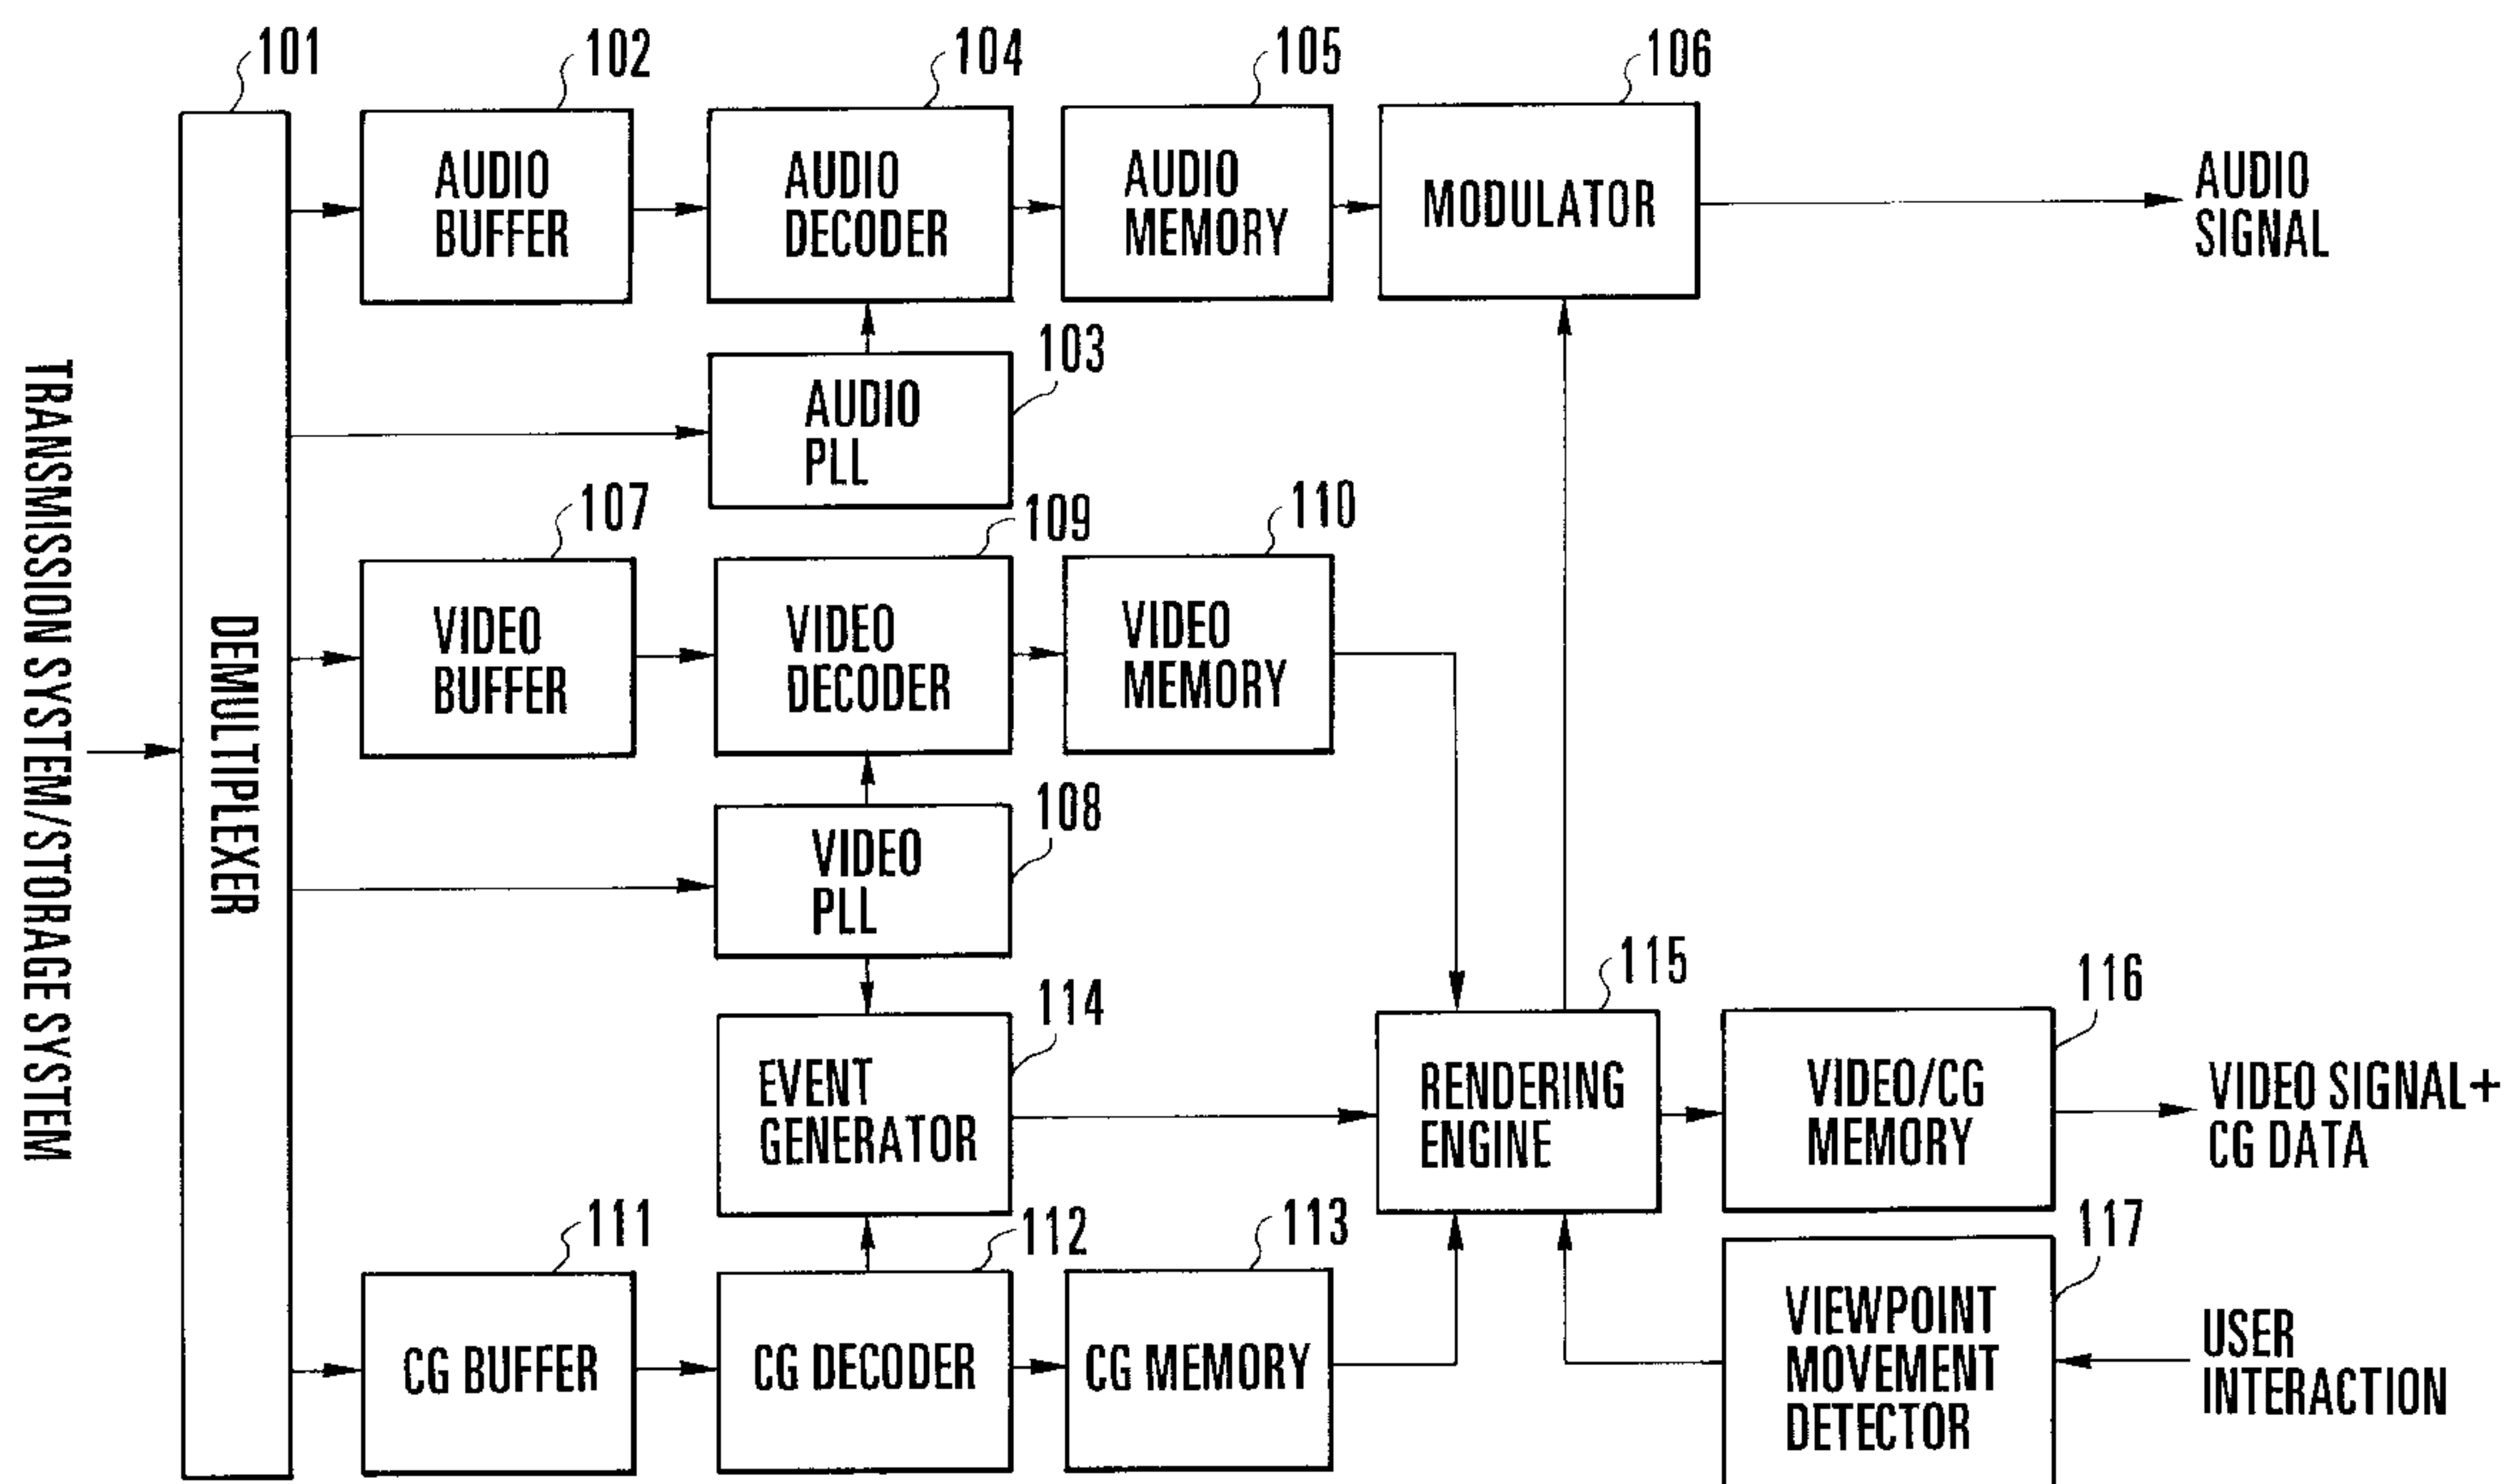 101
102
104
105
106
AUDIO
BUFFER
AUDIO
DECODER
AUDIO
MEMORY
MODULATOR
AUDIO
SIGNAL
103
AUDIO
PLL
TRANSMISSION SYSTEM/STORAGE SYSTEM
DEMULTIPLEXER
107
109
110
VIDEO
BUFFER
VIDEO
DECODER
VIDEO
MEMORY
108
VIDEO
PLL
114
115
116
EVENT
GENERATOR
RENDERING
ENGINE
VIDEO/CG
MEMORY
VIDEO SIGNAL+
CG DATA
111
112
113
117
CG BUFFER
CG DECODER
CG MEMORY
VIEWPOINT
MOVEMENT
DETECTOR
USER
INTERACTION